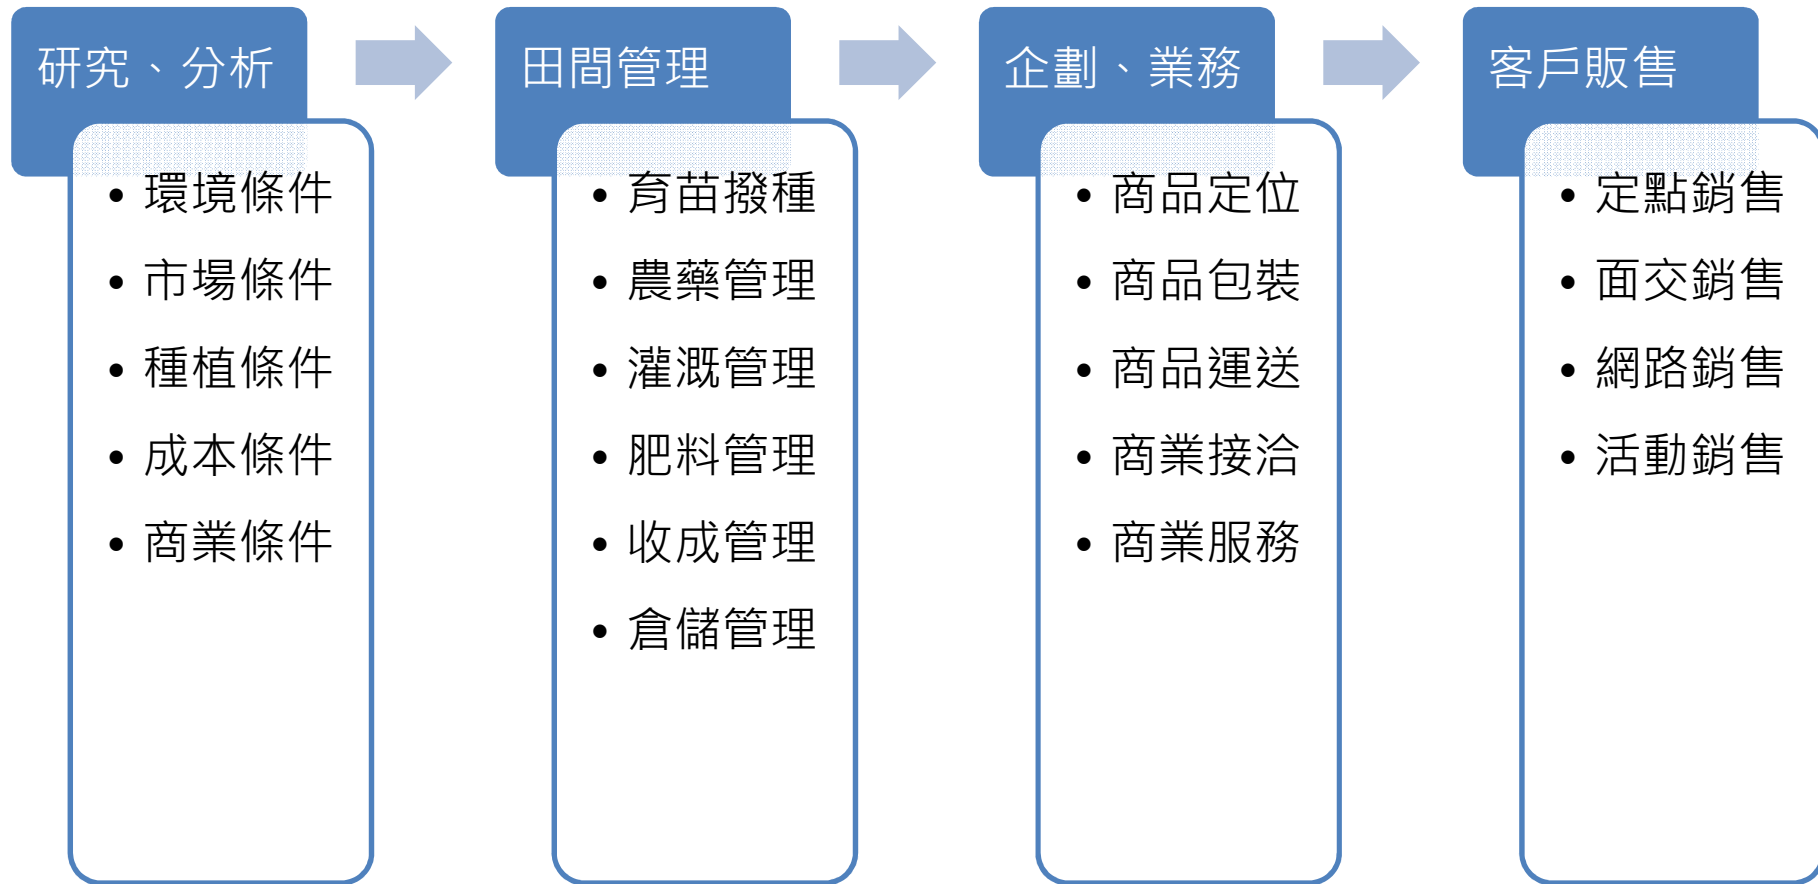 研究、分析
• 環境條件
• 市場條件
• 種植條件
• 成本條件
• 商業條件
田間管理
• 育苗撥種
• 農藥管理
• 灌溉管理
• 肥料管理
• 收成管理
• 倉儲管理
企劃、業務
• 商品定位
• 商品包裝
• 商品運送
• 商業接洽
• 商業服務
客戶販售
• 定點銷售
• 面交銷售
• 網路銷售
• 活動銷售